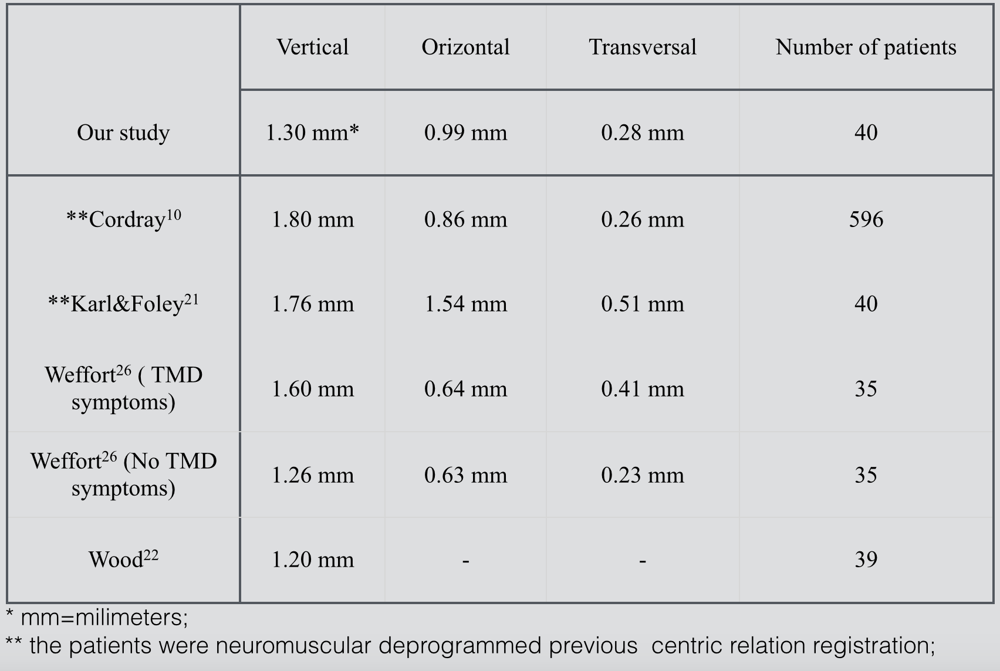 Vertical Orizontal Transversal Number of patients
Our study 1.30 mm* 0.99 mm 0.28 mm 40
**Cordray¹⁰ 1.80 mm 0.86 mm 0.26 mm 596
**Karl&Foley²¹ 1.76 mm 1.54 mm 0.51 mm 40
Weffort²⁶ ( TMD
symptoms) 1.60 mm 0.64 mm 0.41 mm 35
Weffort²⁶ (No TMD
symptoms) 1.26 mm 0.63 mm 0.23 mm 35
Wood²² 1.20 mm - - 39
* mm=milimeters;
** the patients were neuromuscular deprogrammed previous centric relation registration;